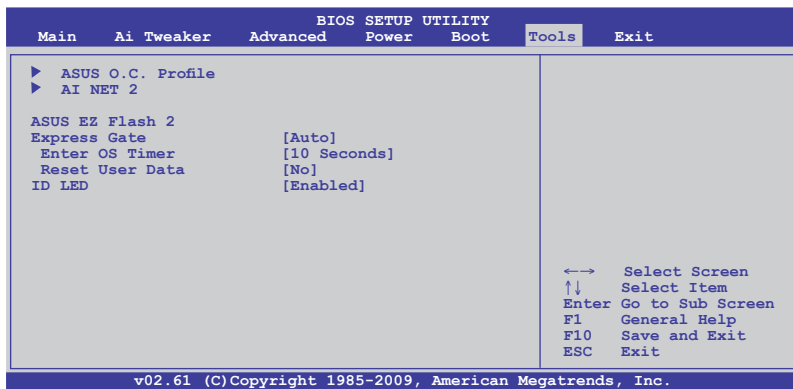 BIOS SETUP UTILITY
Main Ai Tweaker Advanced Power Boot Tools Exit
ASUS O.C. Profile
AI NET 2
ASUS EZ Flash 2
Express Gate [Auto]
Enter OS Timer [10 Seconds]
Reset User Data [No]
ID LED [Enabled]
←→ Select Screen
↑↓ Select Item
Enter Go to Sub Screen
F1 General Help
F10 Save and Exit
ESC Exit
v02.61 (C)Copyright 1985-2009, American Megatrends, Inc.